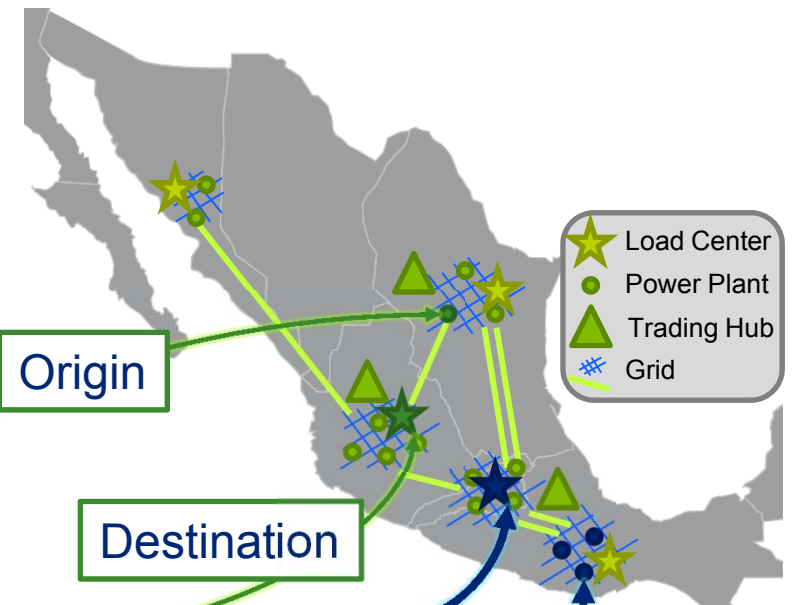 Load Center
Power Plant
Trading Hub
Grid
Origin
Destination